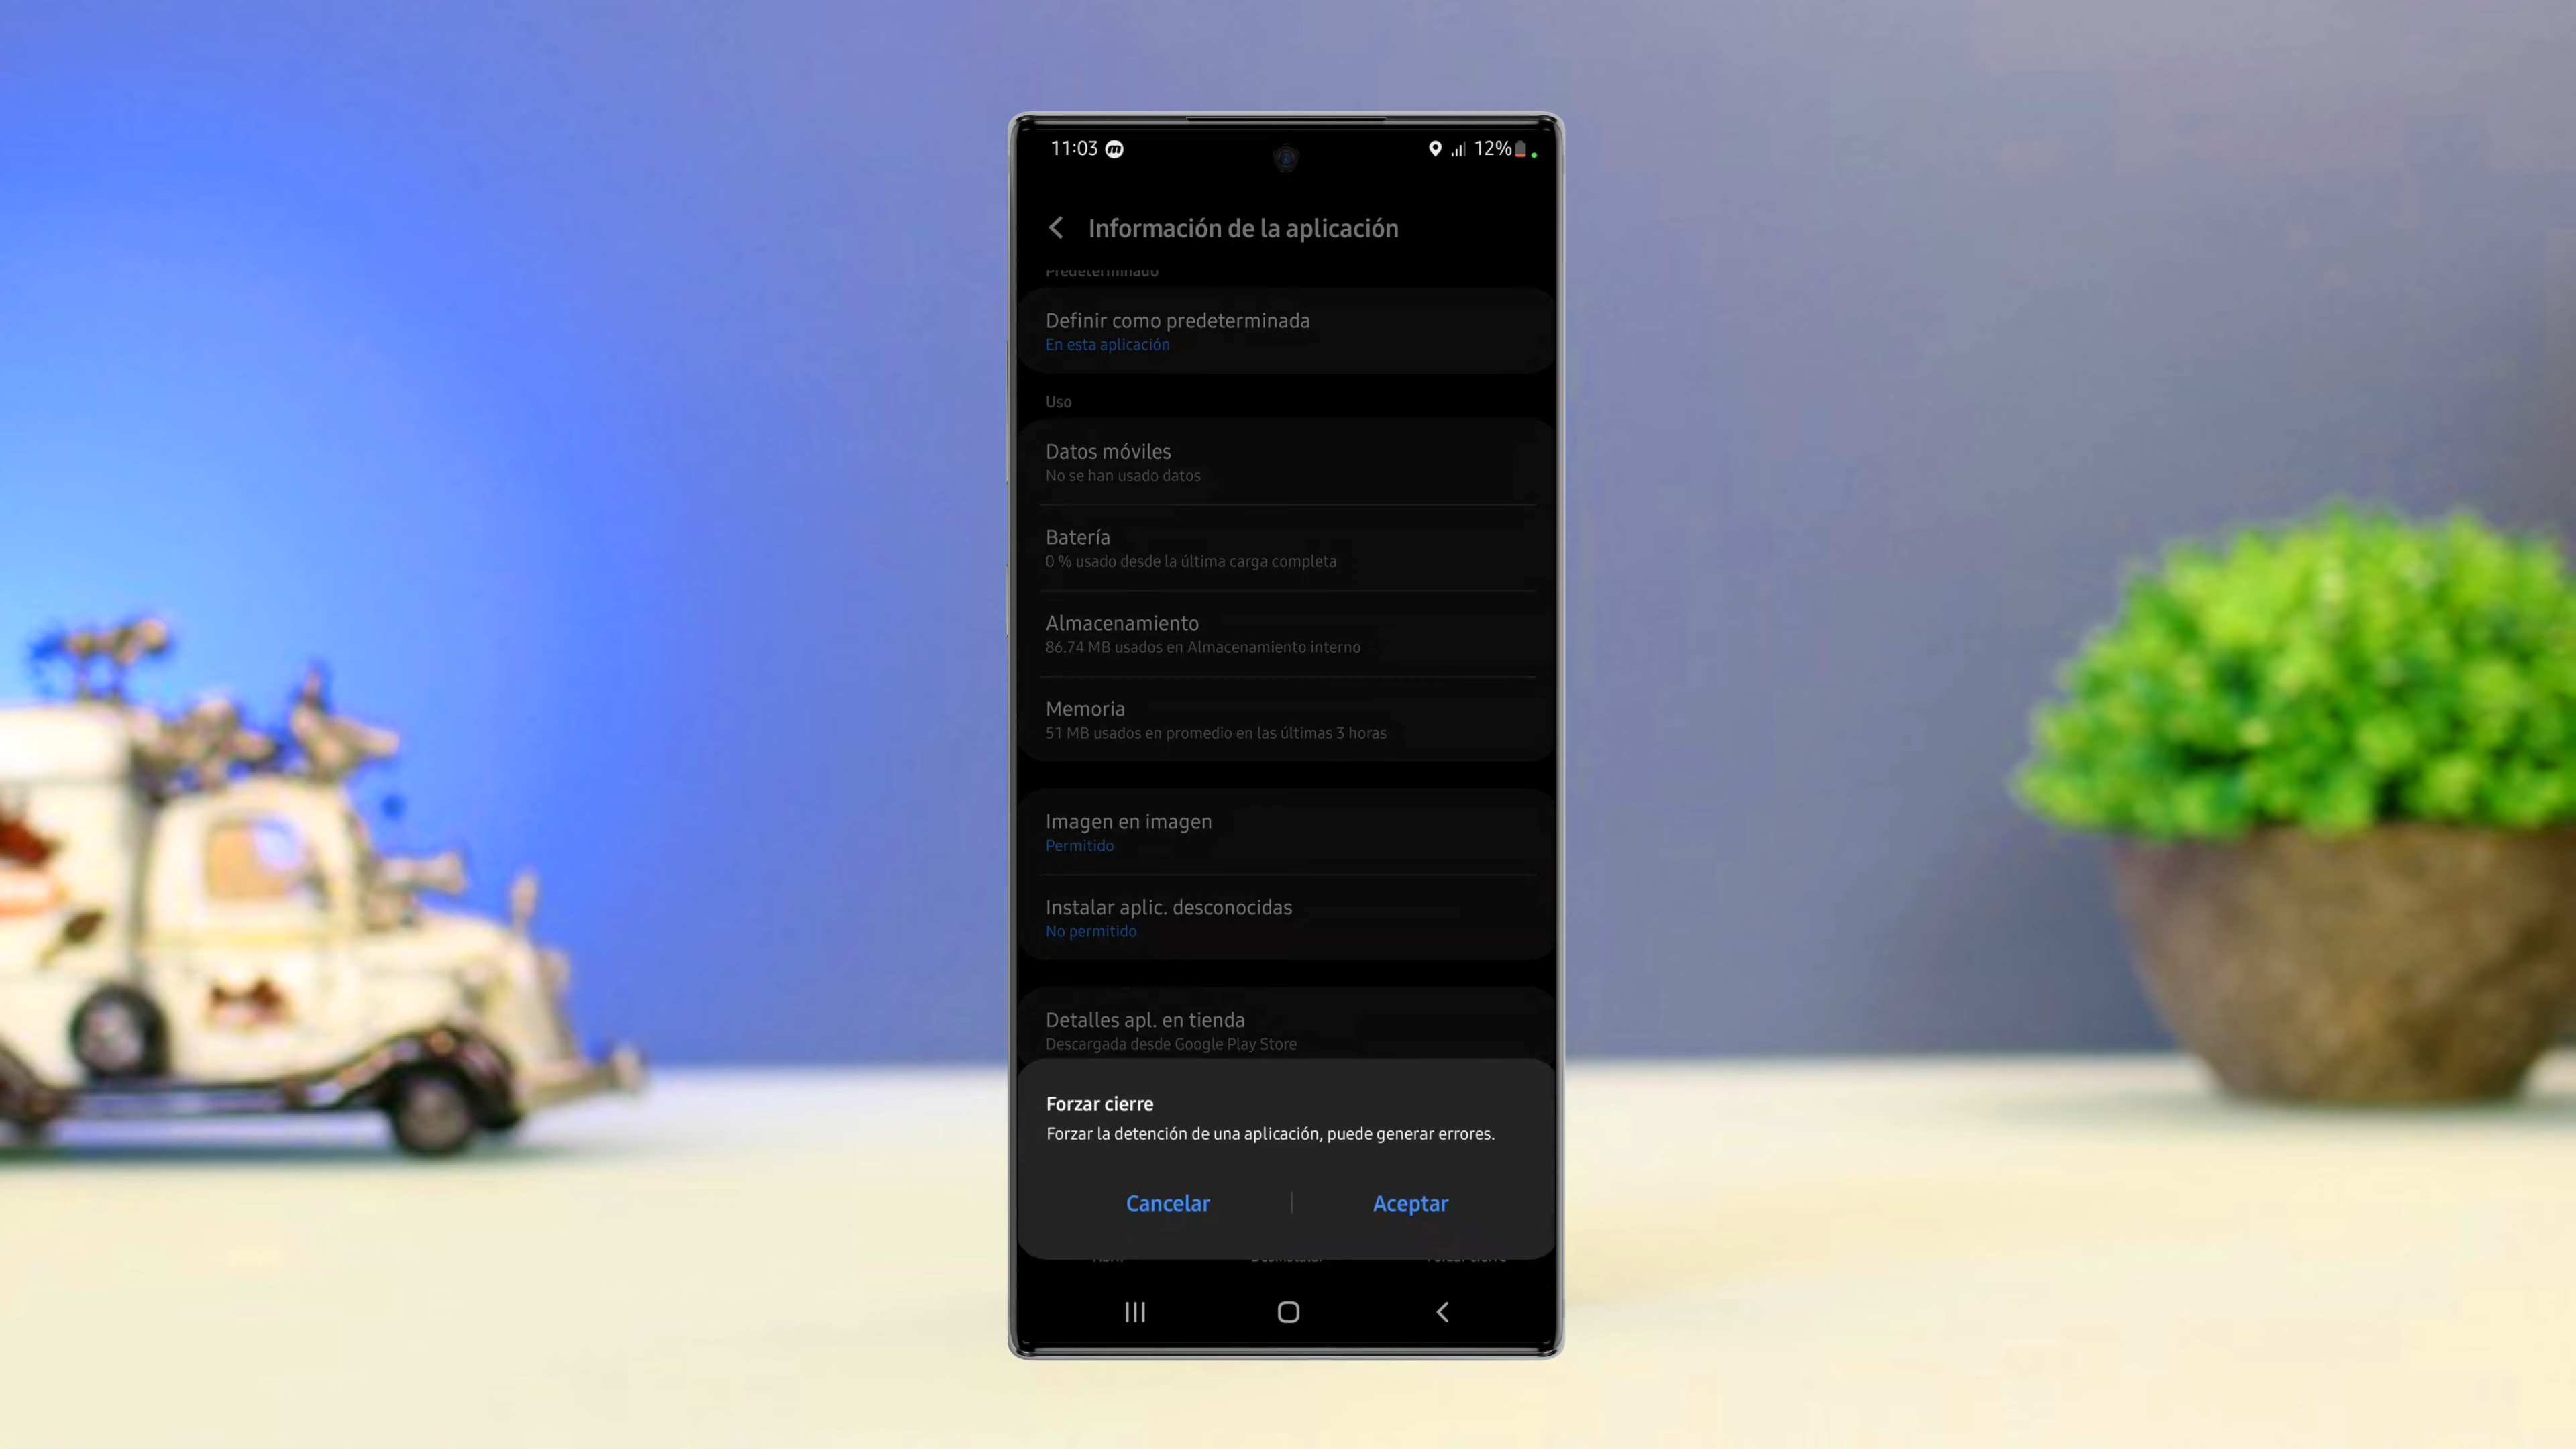 11:03
12%
Información de la aplicación
Predeterminado
Definir como predeterminada
En esta aplicación
Uso
Datos móviles
No se han usado datos
Batería
0 % usado desde la última carga completa
Almacenamiento
86.74 MB usados en Almacenamiento interno
Memoria
51 MB usados en promedio en las últimas 3 horas
Imagen en imagen
Permitido
Instalar aplic. desconocidas
No permitido
Detalles apl. en tienda
Descargada desde Google Play Store
Forzar cierre
Forzar la detención de una aplicación, puede generar errores.
Cancelar | Aceptar